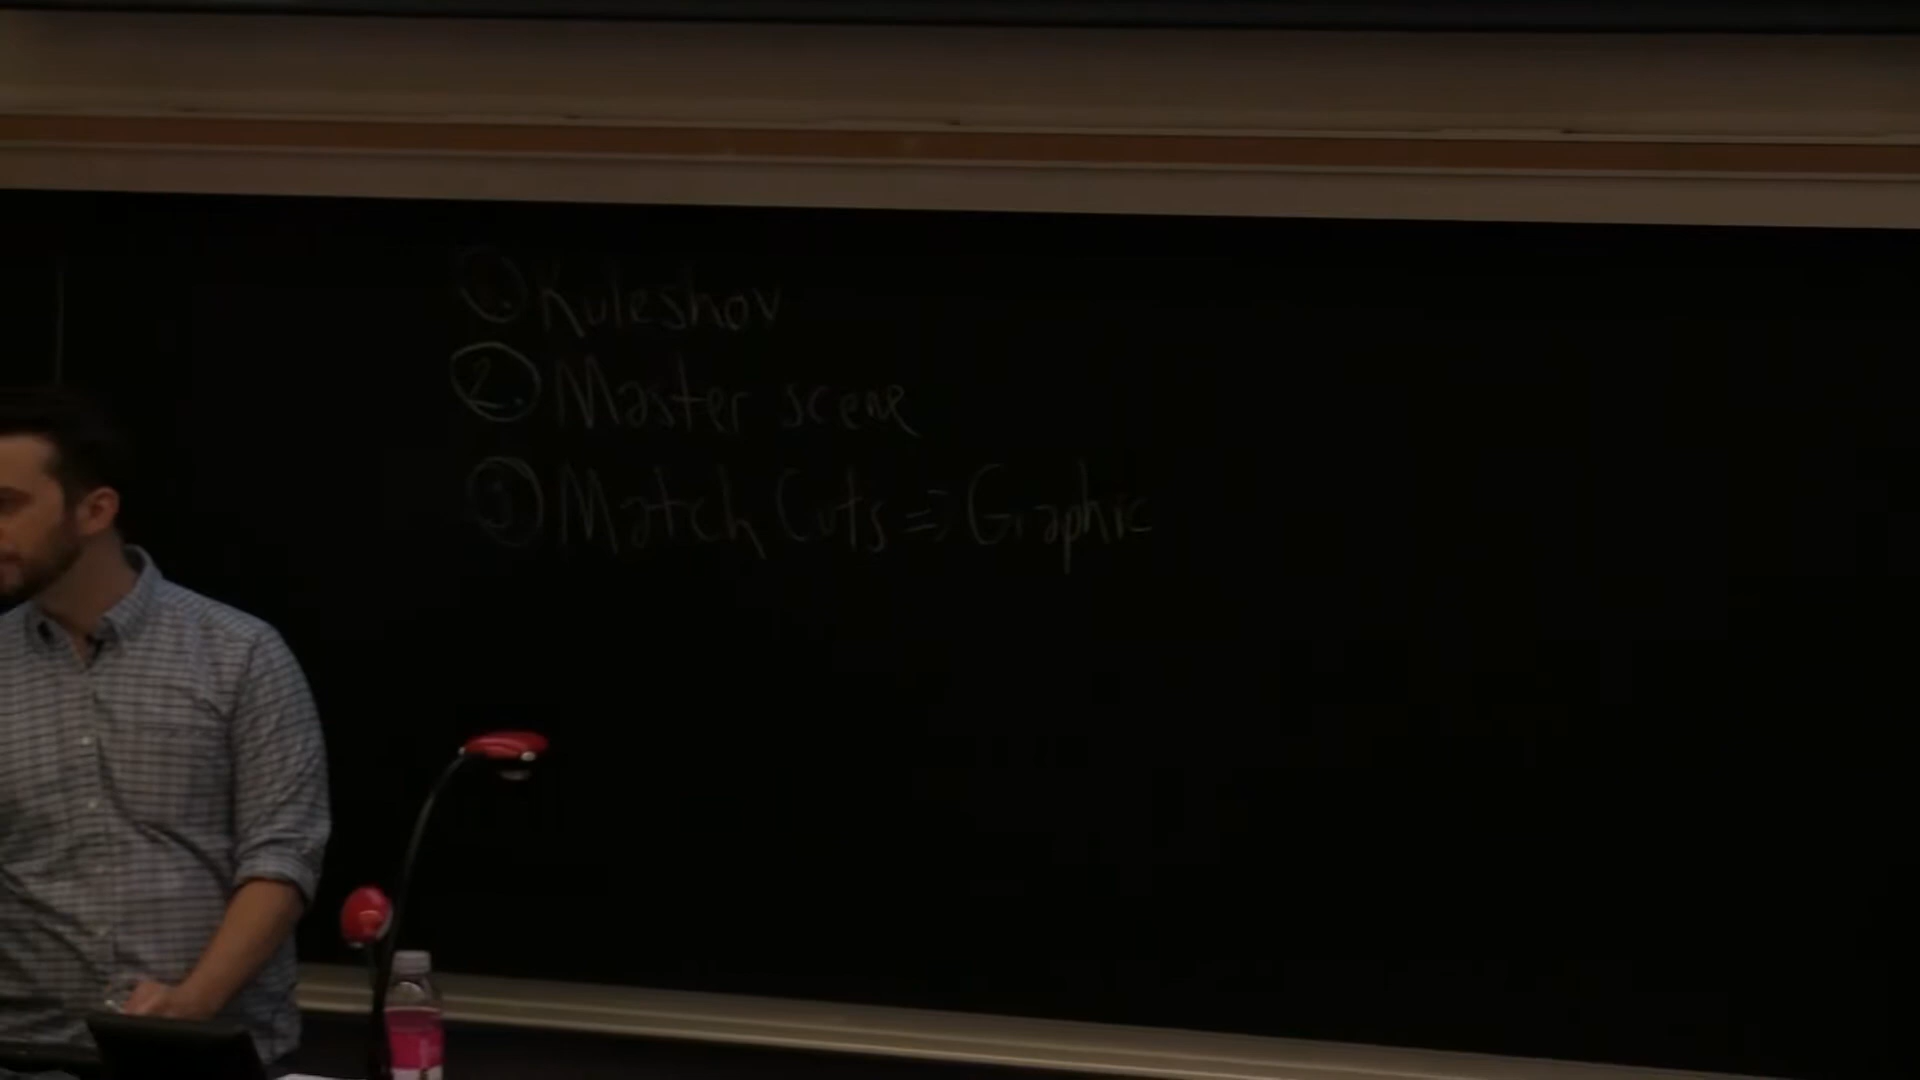 1. Kuleshov
2. Master scene
3. Match Cuts => Graphic